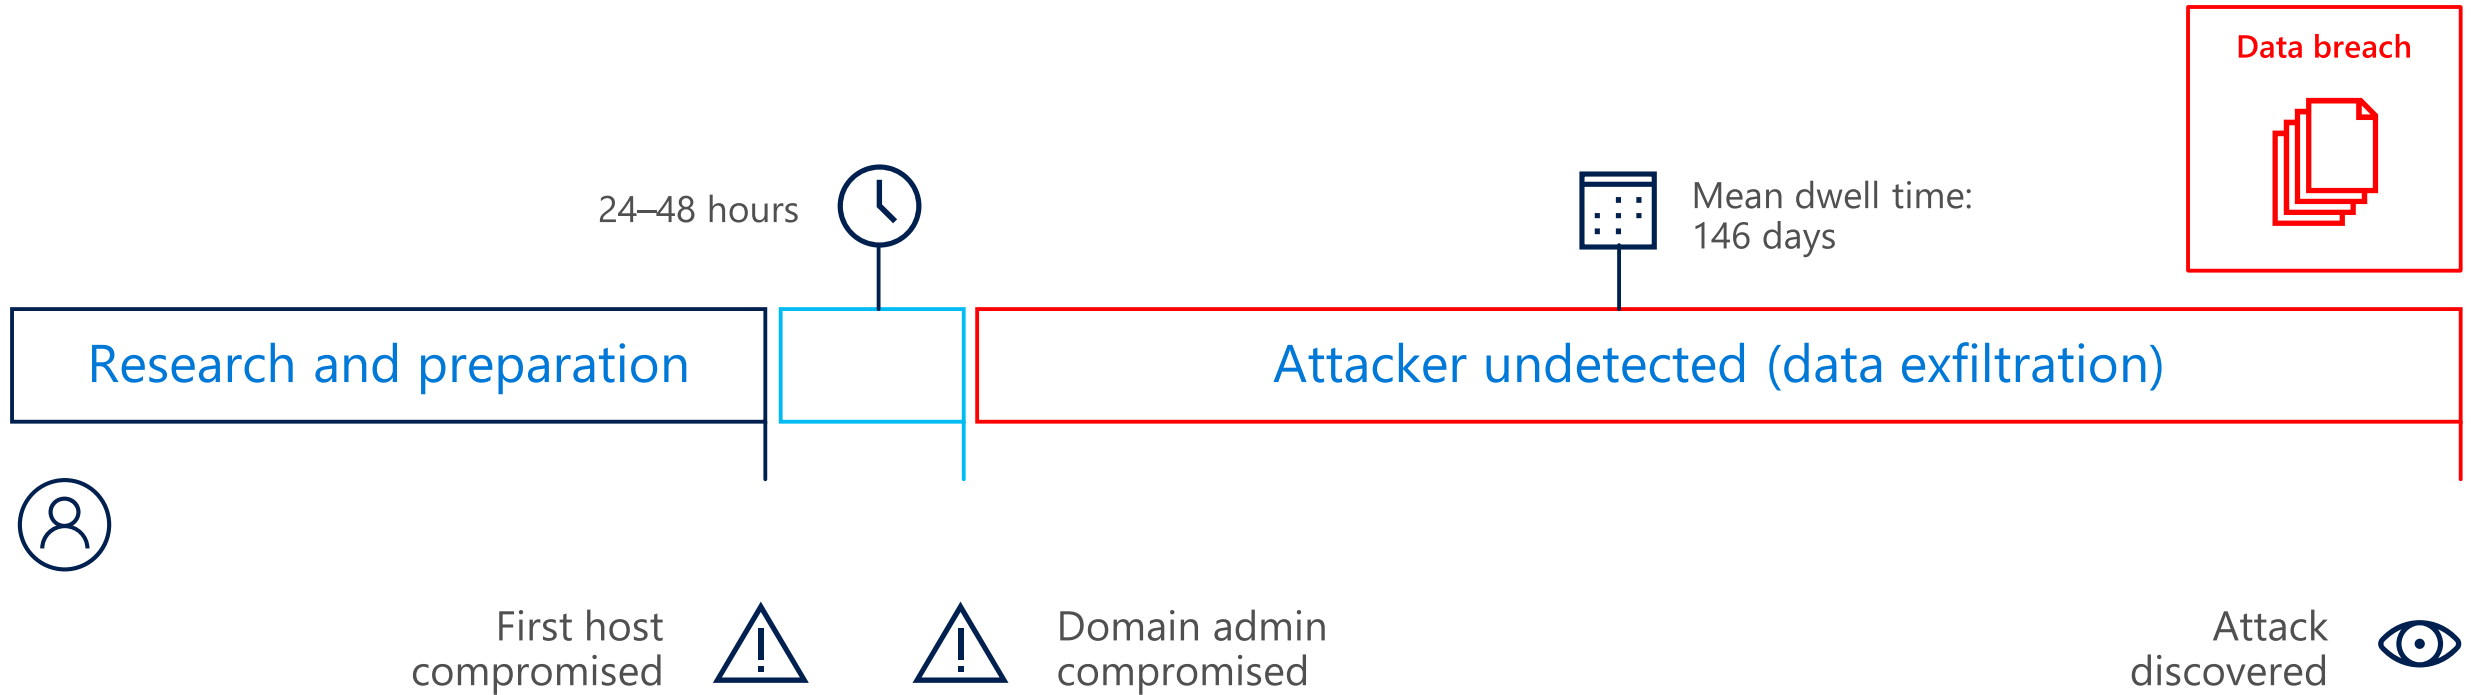 Data breach
24–48 hours
Mean dwell time:
146 days
Research and preparation
Attacker undetected (data exfiltration)
First host
compromised
Domain admin
compromised
Attack
discovered